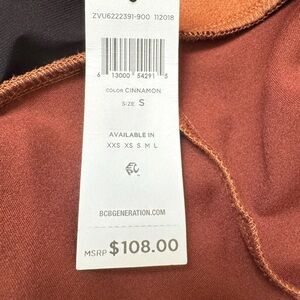 ZVU6222391-900 112018
6 13000 54291 5
COLOR CINNAMON
SIZE S
AVAILABLE IN
XXS XS S M L
BCBGENERATION.COM
MSRP $108.00